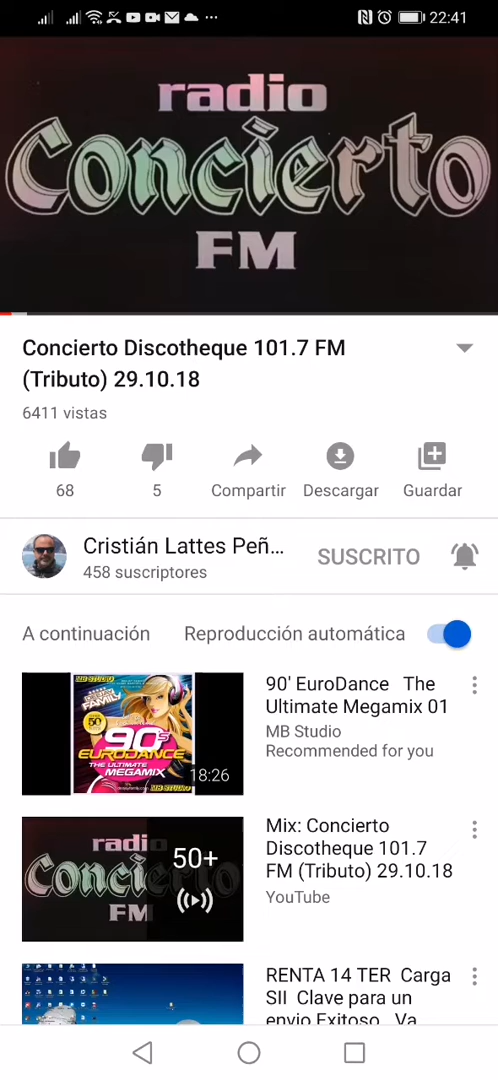 22:41
radio
Concierto
FM
Concierto Discotheque 101.7 FM
(Tributo) 29.10.18
6411 vistas
68
5
Compartir
Descargar
Guardar
Cristián Lattes Peñ...
SUSCRITO
458 suscriptores
A continuación
Reproducción automática
90's
EURODANCE
THE ULTIMATE
MEGAMIX
MB STUDIO
18:26
90' EuroDance The
Ultimate Megamix 01
MB Studio
Recommended for you
radio
Concierto
FM
50+
Mix: Concierto
Discotheque 101.7
FM (Tributo) 29.10.18
YouTube
RENTA 14 TER Carga
SII Clave para un
envio Exitoso Va